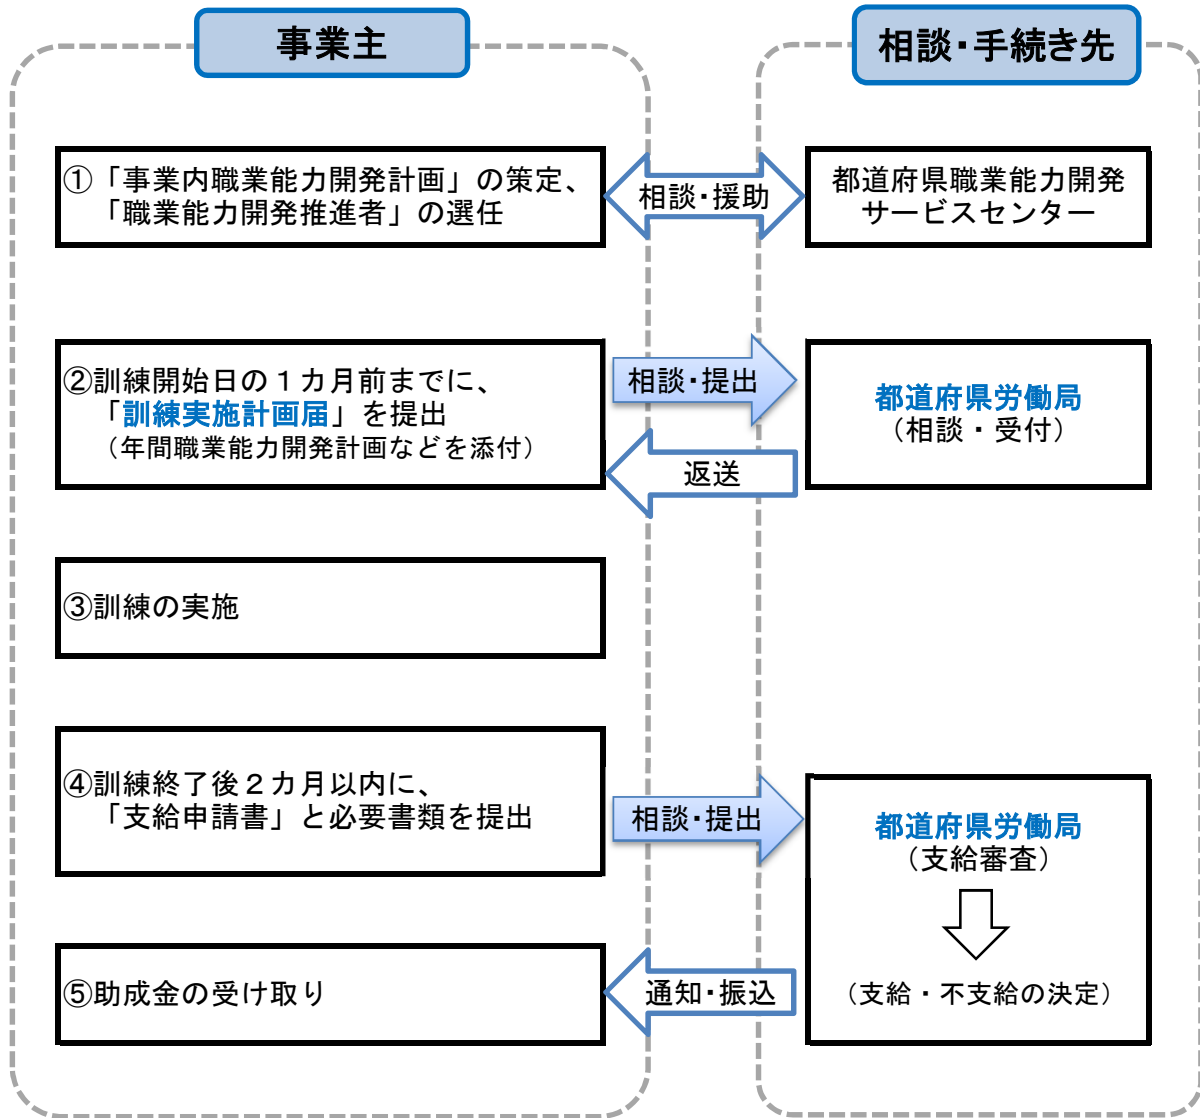 事業主
相談・手続き先
①「事業内職業能力開発計画」の策定、
「職業能力開発推進者」の選任
相談・援助
都道府県職業能力開発
サービスセンター
②訓練開始日の１カ月前までに、
「訓練実施計画届」を提出
（年間職業能力開発計画などを添付）
相談・提出
返送
都道府県労働局
（相談・受付）
③訓練の実施
④訓練終了後２カ月以内に、
「支給申請書」と必要書類を提出
相談・提出
都道府県労働局
（支給審査）
（支給・不支給の決定）
⑤助成金の受け取り
通知・振込